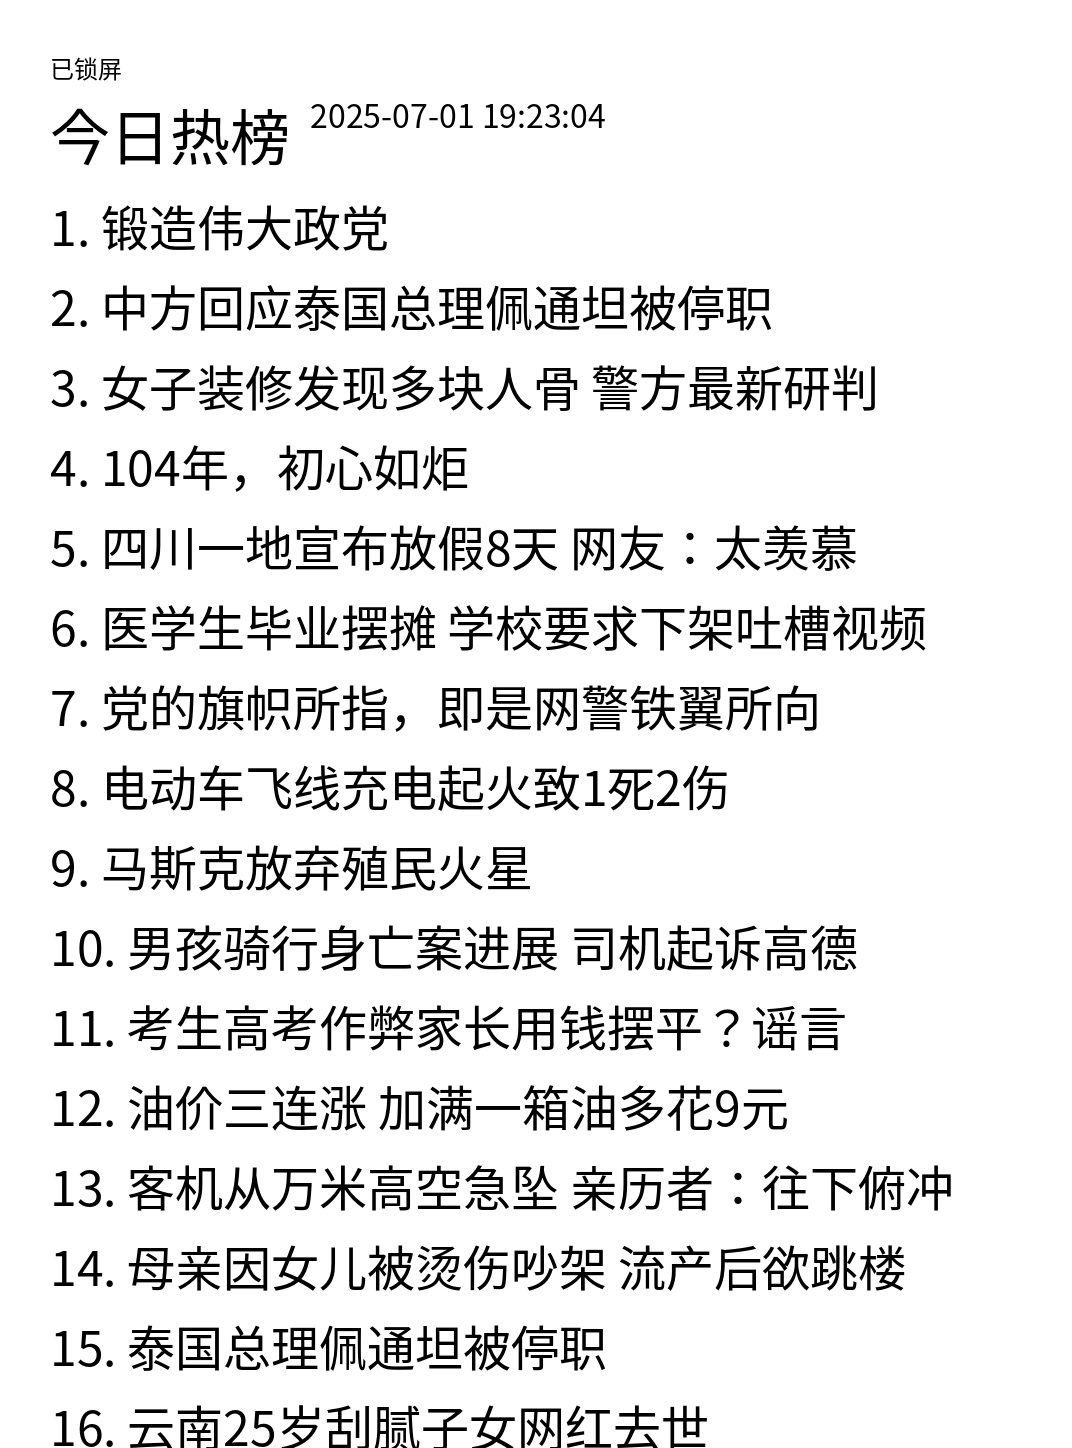 已锁屏
今日热榜 2025-07-01 19:23:04
1. 锻造伟大政党
2. 中方回应泰国总理佩通坦被停职
3. 女子装修发现多块人骨 警方最新研判
4. 104年，初心如炬
5. 四川一地宣布放假8天 网友：太羡慕
6. 医学生毕业摆摊 学校要求下架吐槽视频
7. 党的旗帜所指，即是网警铁翼所向
8. 电动车飞线充电起火致1死2伤
9. 马斯克放弃殖民火星
10. 男孩骑行身亡案进展 司机起诉高德
11. 考生高考作弊家长用钱摆平？谣言
12. 油价三连涨 加满一箱油多花9元
13. 客机从万米高空急坠 亲历者：往下俯冲
14. 母亲因女儿被烫伤吵架 流产后欲跳楼
15. 泰国总理佩通坦被停职
16. 云南25岁刮腻子女网红去世